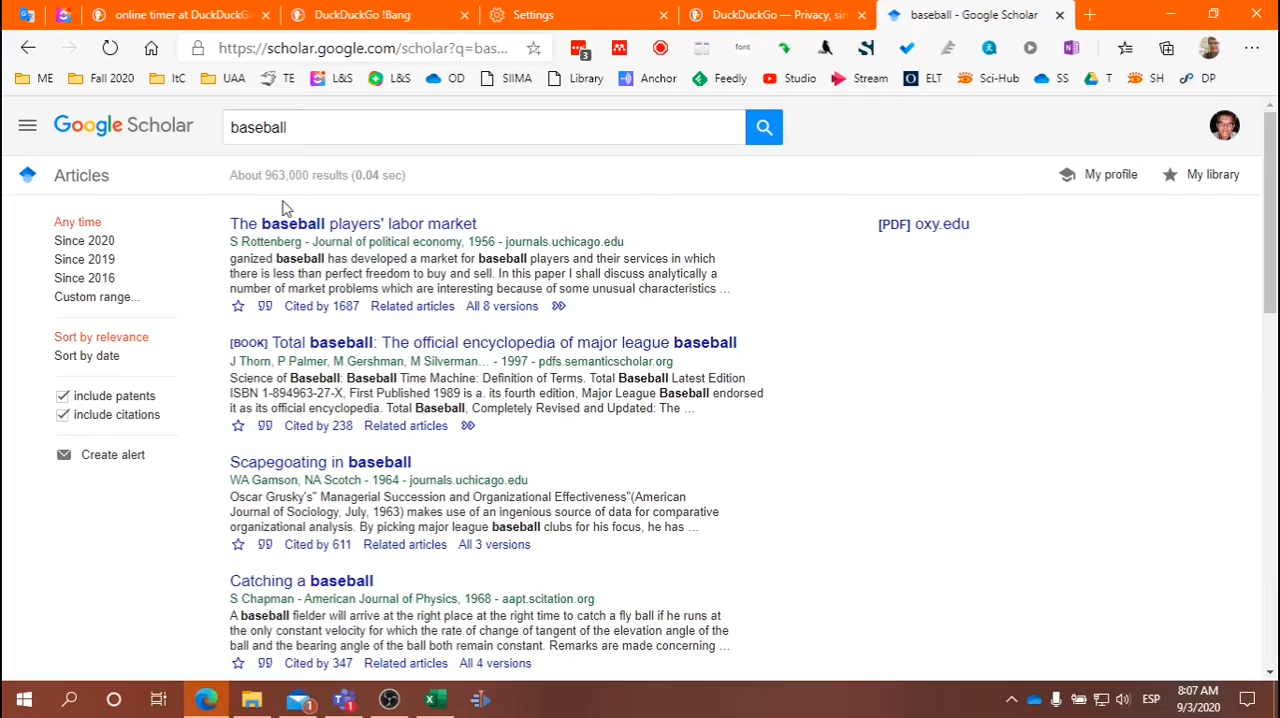 online timer at DuckDuckGo
DuckDuckGo !Bang
Settings
DuckDuckGo — Privacy, sim
baseball - Google Scholar
https://scholar.google.com/scholar?q=bas...
3
font
ME
Fall 2020
ItC
UAA
TE
L&S
L&S
OD
SIIMA
Library
Anchor
Feedly
Studio
Stream
ELT
Sci-Hub
SS
T
SH
DP
Google Scholar
baseball
Articles
About 963,000 results (0.04 sec)
My profile
My library
Any time
Since 2020
Since 2019
Since 2016
Custom range...
Sort by relevance
Sort by date
include patents
include citations
Create alert
The baseball players' labor market
S Rottenberg - Journal of political economy, 1956 - journals.uchicago.edu
ganized baseball has developed a market for baseball players and their services in which
there is less than perfect freedom to buy and sell. In this paper I shall discuss analytically a
number of market problems which are interesting because of some unusual characteristics ...
Cited by 1687 Related articles All 8 versions
[PDF] oxy.edu
[BOOK] Total baseball: The official encyclopedia of major league baseball
J Thorn, P Palmer, M Gershman, M Silverman... - 1997 - pdfs.semanticscholar.org
Science of Baseball: Baseball Time Machine: Definition of Terms. Total Baseball Latest Edition
ISBN 1-894963-27-X, First Published 1989 is a. its fourth edition, Major League Baseball endorsed
it as its official encyclopedia. Total Baseball, Completely Revised and Updated: The ...
Cited by 238 Related articles
Scapegoating in baseball
WA Gamson, NA Scotch - 1964 - journals.uchicago.edu
Oscar Grusky's" Managerial Succession and Organizational Effectiveness"(American
Journal of Sociology, July, 1963) makes use of an ingenious source of data for comparative
organizational analysis. By picking major league baseball clubs for his focus, he has ...
Cited by 611 Related articles All 3 versions
Catching a baseball
S Chapman - American Journal of Physics, 1968 - aapt.scitation.org
A baseball fielder will arrive at the right place at the right time to catch a fly ball if he runs at
the only constant velocity for which the rate of change of tangent of the elevation angle of the
ball and the bearing angle of the ball both remain constant. Remarks are made concerning ...
Cited by 347 Related articles All 4 versions
ESP
8:07 AM
9/3/2020